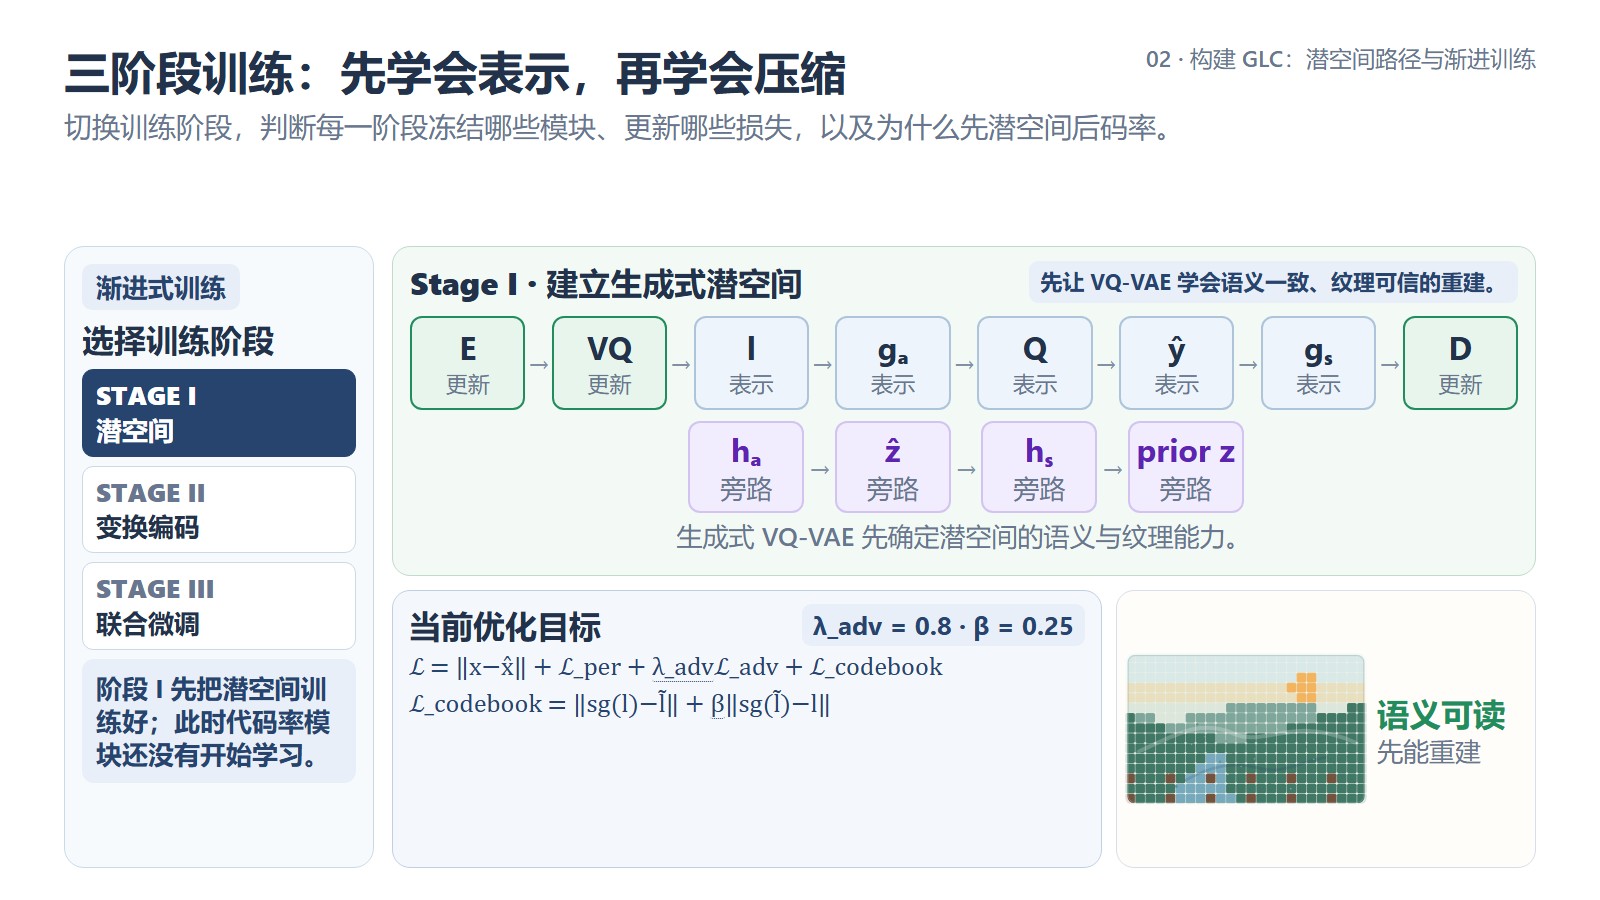 三阶段训练：先学会表示，再学会压缩
02 · 构建 GLC：潜空间路径与渐进训练
切换训练阶段，判断每一阶段冻结哪些模块、更新哪些损失，以及为什么先潜空间后码率。
渐进式训练
选择训练阶段
STAGE I
潜空间
STAGE II
变换编码
STAGE III
联合微调
阶段 I 先把潜空间训
练好；此时代码率模
块还没有开始学习。
Stage I · 建立生成式潜空间
先让 VQ-VAE 学会语义一致、纹理可信的重建。
E → VQ → l → gₐ → Q → ŷ → gₛ → D
更新 更新 表示 表示 表示 表示 表示 更新
hₐ → ẑ → hₛ → prior z
旁路 旁路 旁路 旁路
生成式 VQ-VAE 先确定潜空间的语义与纹理能力。
当前优化目标
λ_adv = 0.8 · β = 0.25
ℒ = ‖x−x̂‖ + ℒ_per + λ_advℒ_adv + ℒ_codebook
ℒ_codebook = ‖sg(l)−l̃‖ + β‖sg(l̃)−l‖
语义可读
先能重建